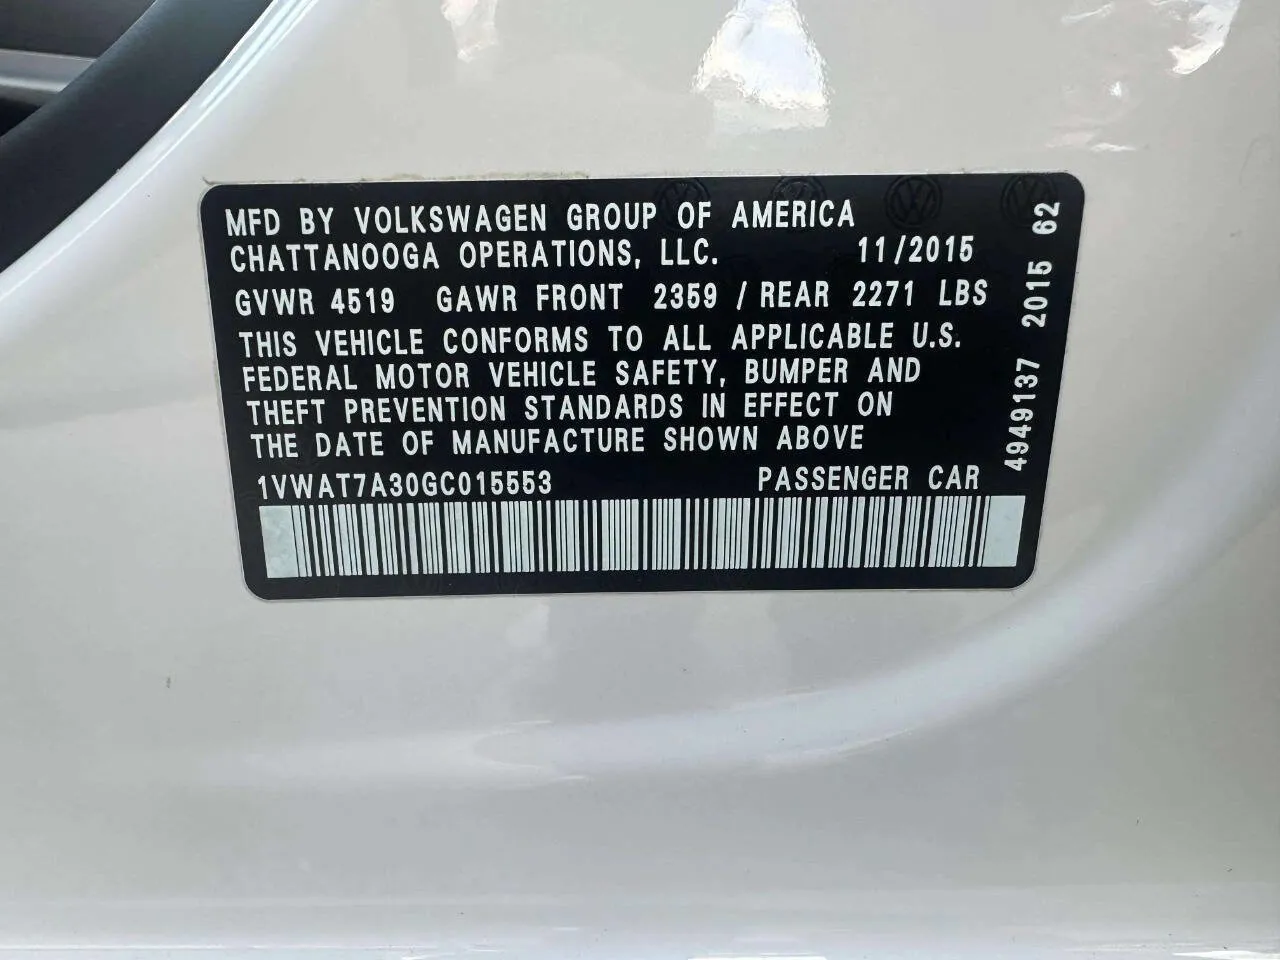 MFD BY VOLKSWAGEN GROUP OF AMERICA
CHATTANOOGA OPERATIONS, LLC. 11/2015
GVWR 4519 GAWR FRONT 2359 / REAR 2271 LBS
THIS VEHICLE CONFORMS TO ALL APPLICABLE U.S.
FEDERAL MOTOR VEHICLE SAFETY, BUMPER AND
THEFT PREVENTION STANDARDS IN EFFECT ON
THE DATE OF MANUFACTURE SHOWN ABOVE
1VWAT7A30GC015553 PASSENGER CAR
4949137 2015 62